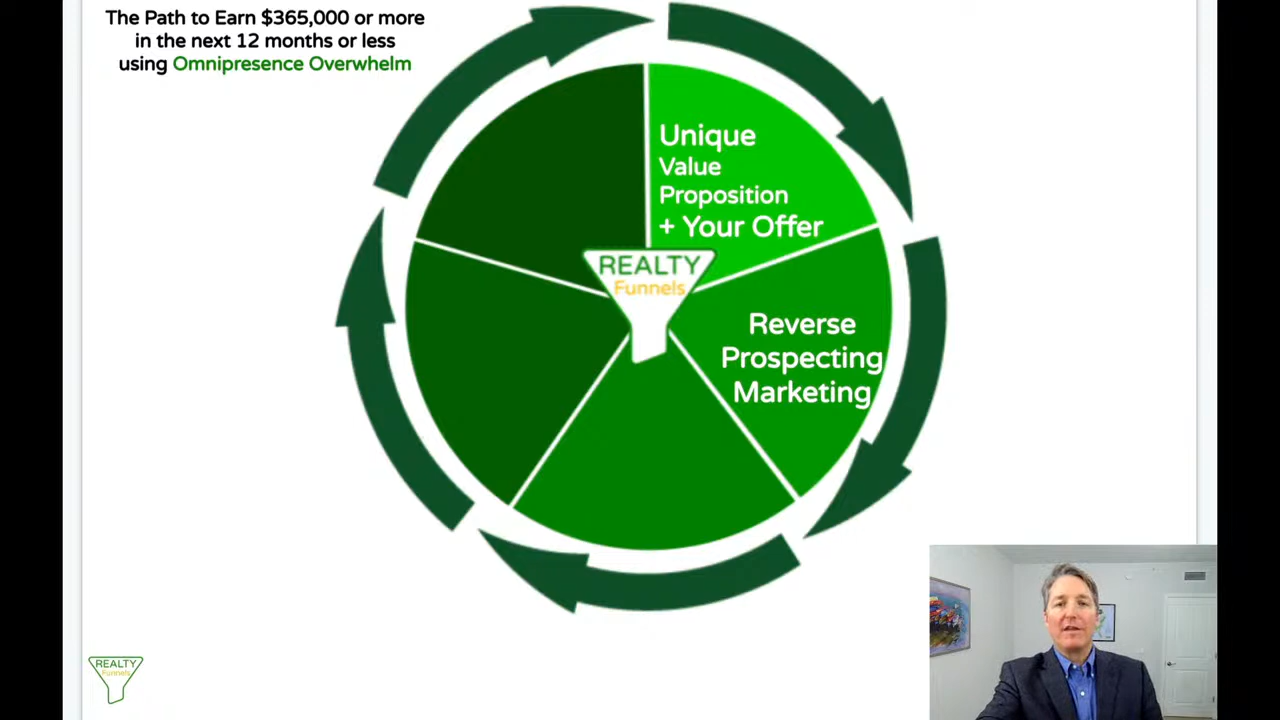 The Path to Earn $365,000 or more
in the next 12 months or less
using Omnipresence Overwhelm
Unique
Value
Proposition
+ Your Offer
REALTY
Funnels
Reverse
Prospecting
Marketing
REALTY
Funnels